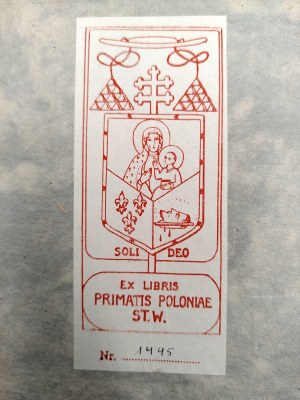 SOLI DEO
EX LIBRIS
PRIMATIS POLONIAE
ST. W.
Nr. 1445